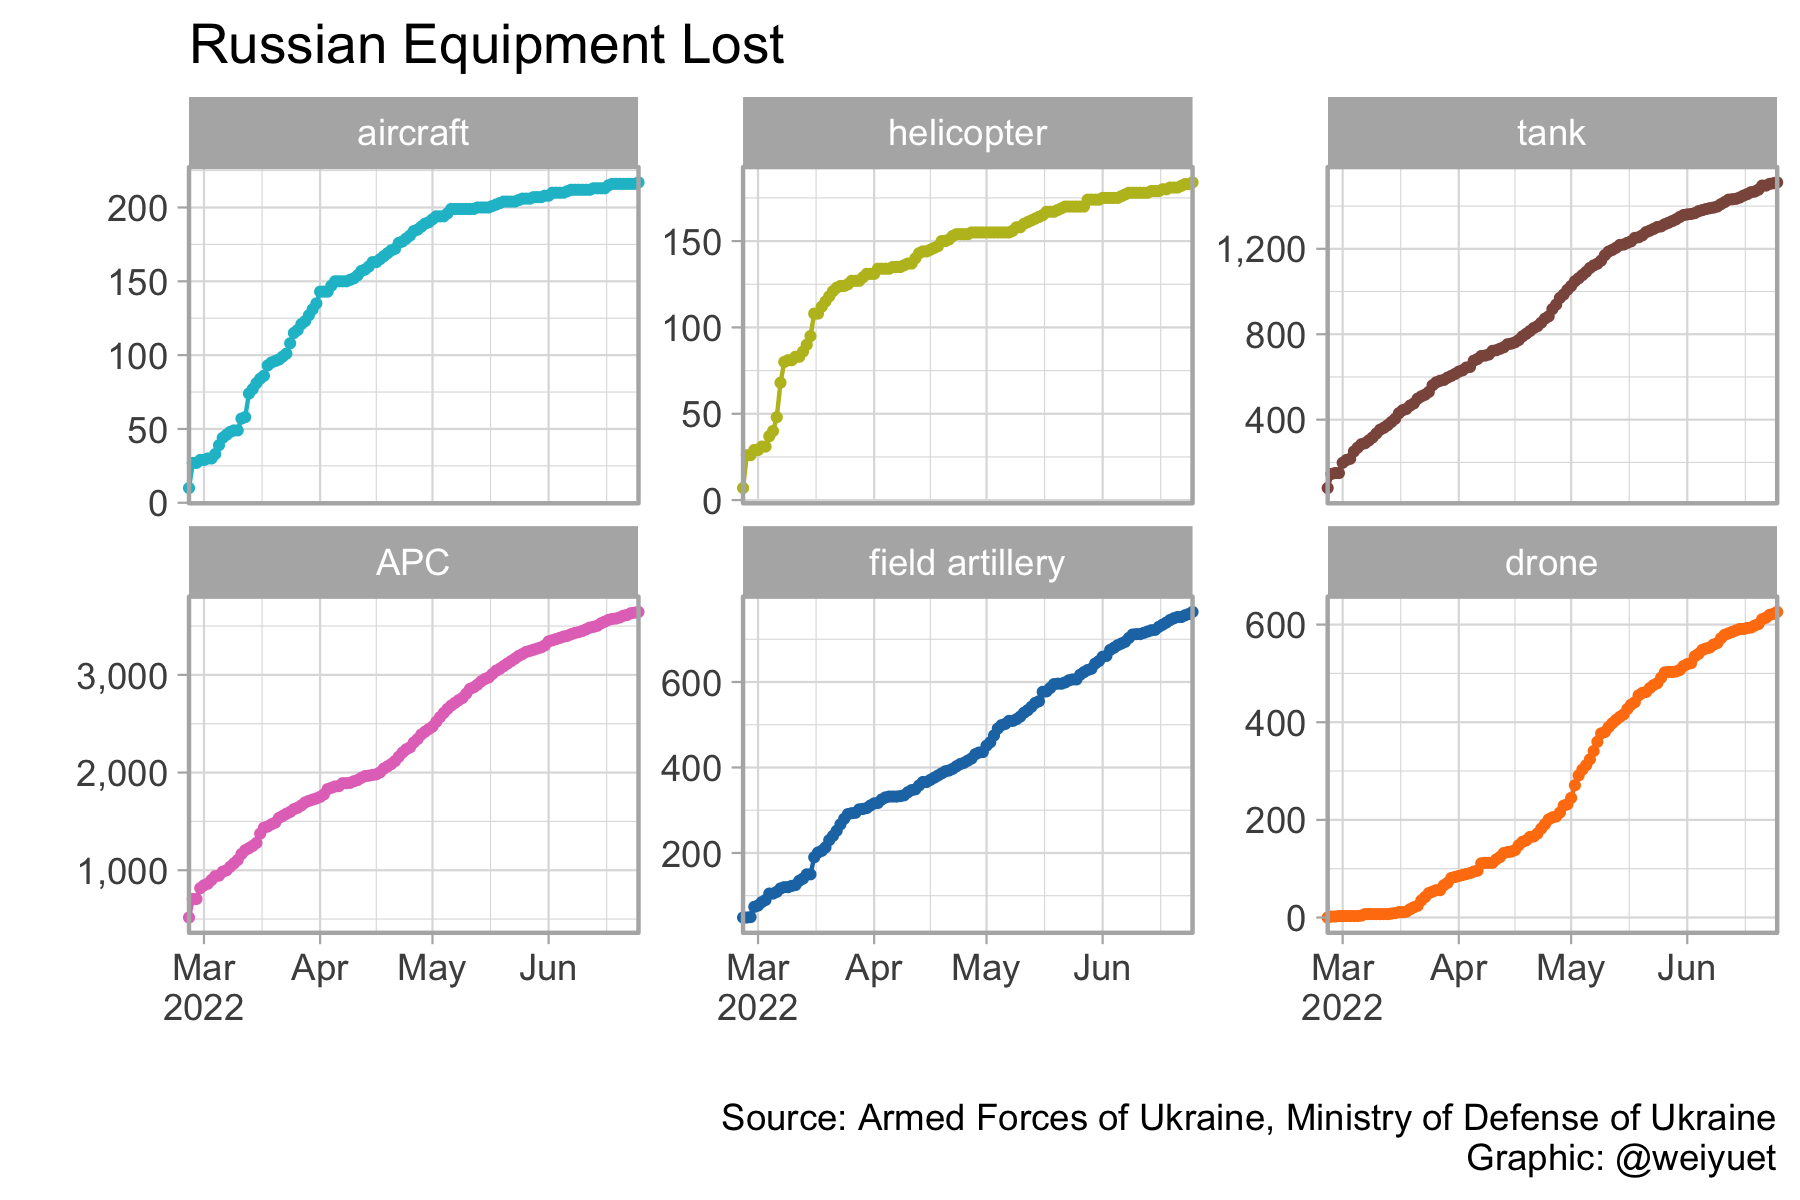 Russian Equipment Lost
aircraft
helicopter
tank
200
150
100
50
0
150
100
50
0
1,200
800
400
APC
field artillery
drone
3,000
2,000
1,000
600
400
200
600
400
200
0
Mar Apr May Jun
2022
Mar Apr May Jun
2022
Mar Apr May Jun
2022
Source: Armed Forces of Ukraine, Ministry of Defense of Ukraine
Graphic: @weiyuet